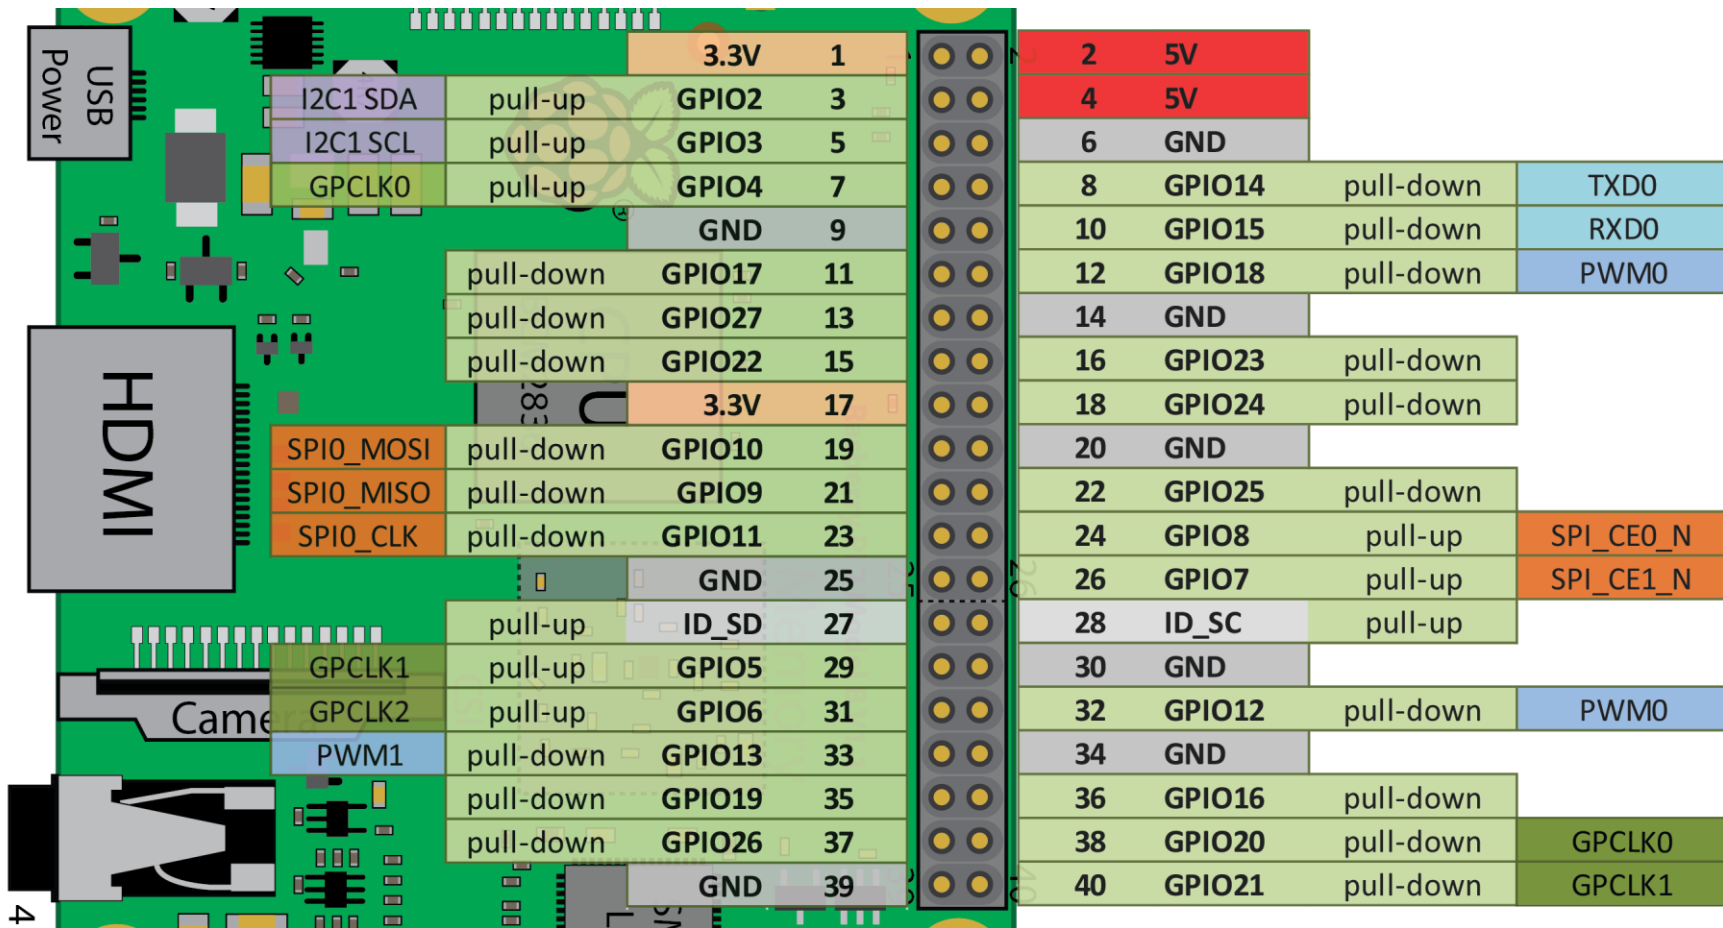 USB
Power
3.3V 1 2 5V
I2C1 SDA pull-up GPIO2 3 4 5V
I2C1 SCL pull-up GPIO3 5 6 GND
GPCLK0 pull-up GPIO4 7 8 GPIO14 pull-down TXD0
GND 9 10 GPIO15 pull-down RXD0
pull-down GPIO17 11 12 GPIO18 pull-down PWM0
pull-down GPIO27 13 14 GND
pull-down GPIO22 15 16 GPIO23 pull-down
3.3V 17 18 GPIO24 pull-down
HDMI
SPI0_MOSI pull-down GPIO10 19 20 GND
SPI0_MISO pull-down GPIO9 21 22 GPIO25 pull-down
SPI0_CLK pull-down GPIO11 23 24 GPIO8 pull-up SPI_CE0_N
GND 25 26 GPIO7 pull-up SPI_CE1_N
pull-up ID_SD 27 28 ID_SC pull-up
GPCLK1 pull-up GPIO5 29 30 GND
GPCLK2 pull-up GPIO6 31 32 GPIO12 pull-down PWM0
Camera
PWM1 pull-down GPIO13 33 34 GND
pull-down GPIO19 35 36 GPIO16 pull-down
pull-down GPIO26 37 38 GPIO20 pull-down GPCLK0
GND 39 40 GPIO21 pull-down GPCLK1
4